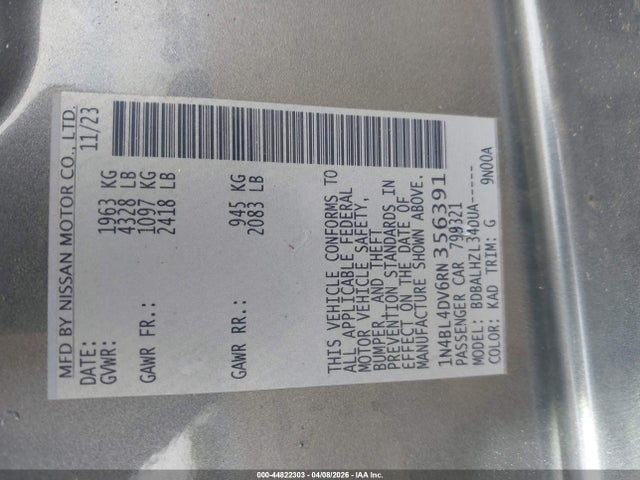 MFD BY NISSAN MOTOR CO., LTD.
DATE: 11/23
GVWR: 1963 KG
4328 LB
GAWR FR.: 1097 KG
2418 LB
GAWR RR.: 945 KG
2083 LB
THIS VEHICLE CONFORMS TO
ALL APPLICABLE FEDERAL
MOTOR VEHICLE SAFETY,
BUMPER, AND THEFT
PREVENTION STANDARDS IN
EFFECT ON THE DATE OF
MANUFACTURE SHOWN ABOVE.
1N4BL4DV6RN356391
PASSENGER CAR 799321
MODEL: BDBALHZL340UA-----
COLOR: KAD TRIM: G 9N00A
000-44822303 - 04/08/2026 - IAA Inc.